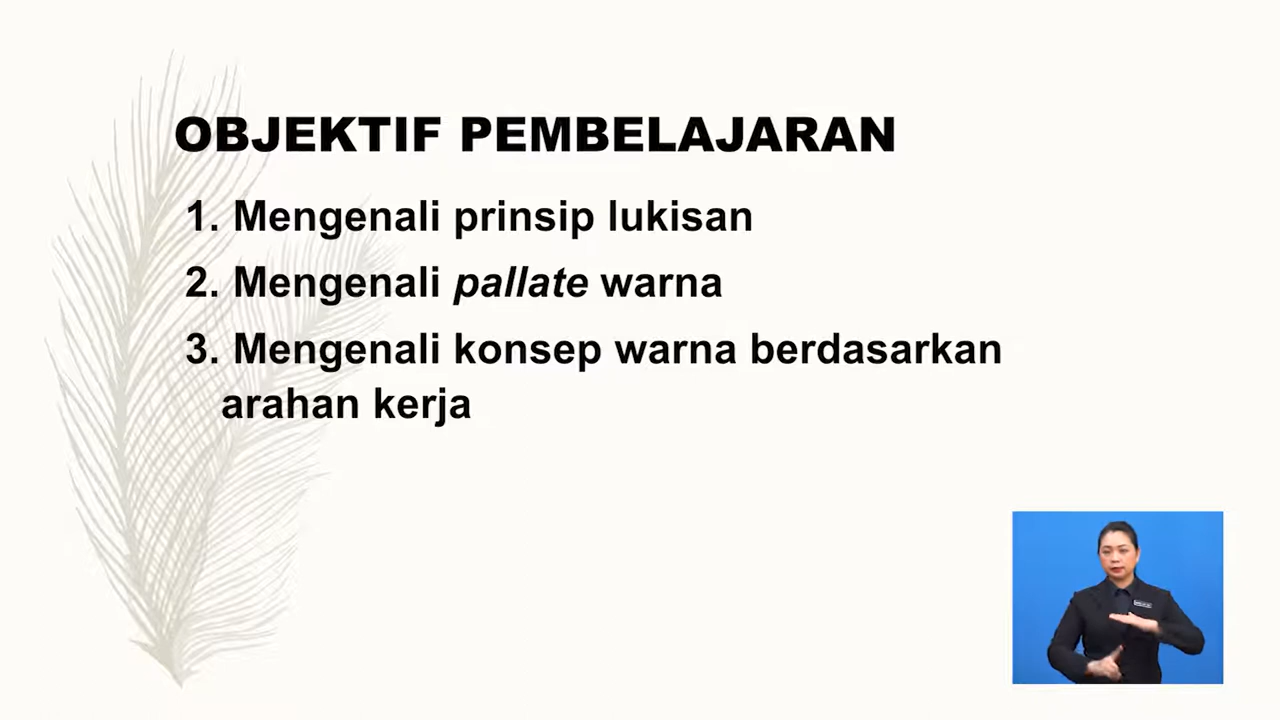 OBJEKTIF PEMBELAJARAN
1. Mengenali prinsip lukisan
2. Mengenali pallate warna
3. Mengenali konsep warna berdasarkan
arahan kerja